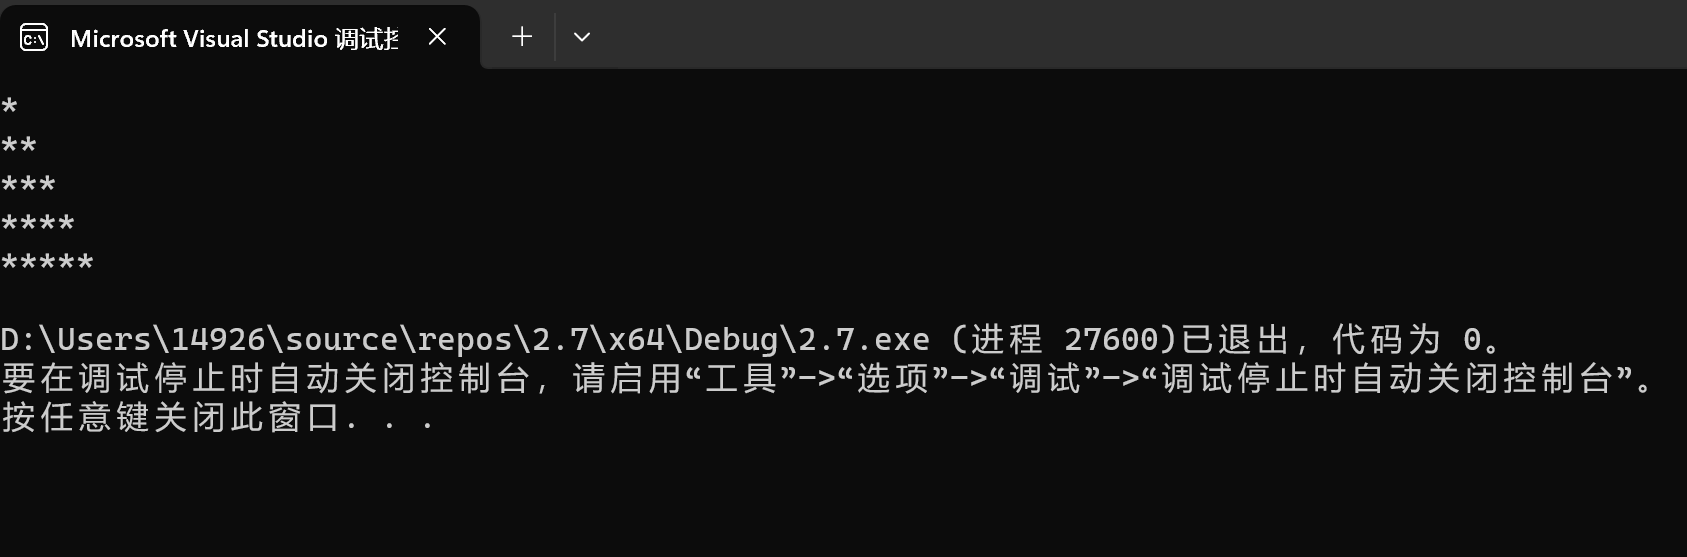 Microsoft Visual Studio 调试
*
**
***
****
*****
D:\Users\14926\source\repos\2.7\x64\Debug\2.7.exe (进程 27600)已退出，代码为 0。
要在调试停止时自动关闭控制台，请启用“工具”->“选项”->“调试”->“调试停止时自动关闭控制台”。
按任意键关闭此窗口. . .